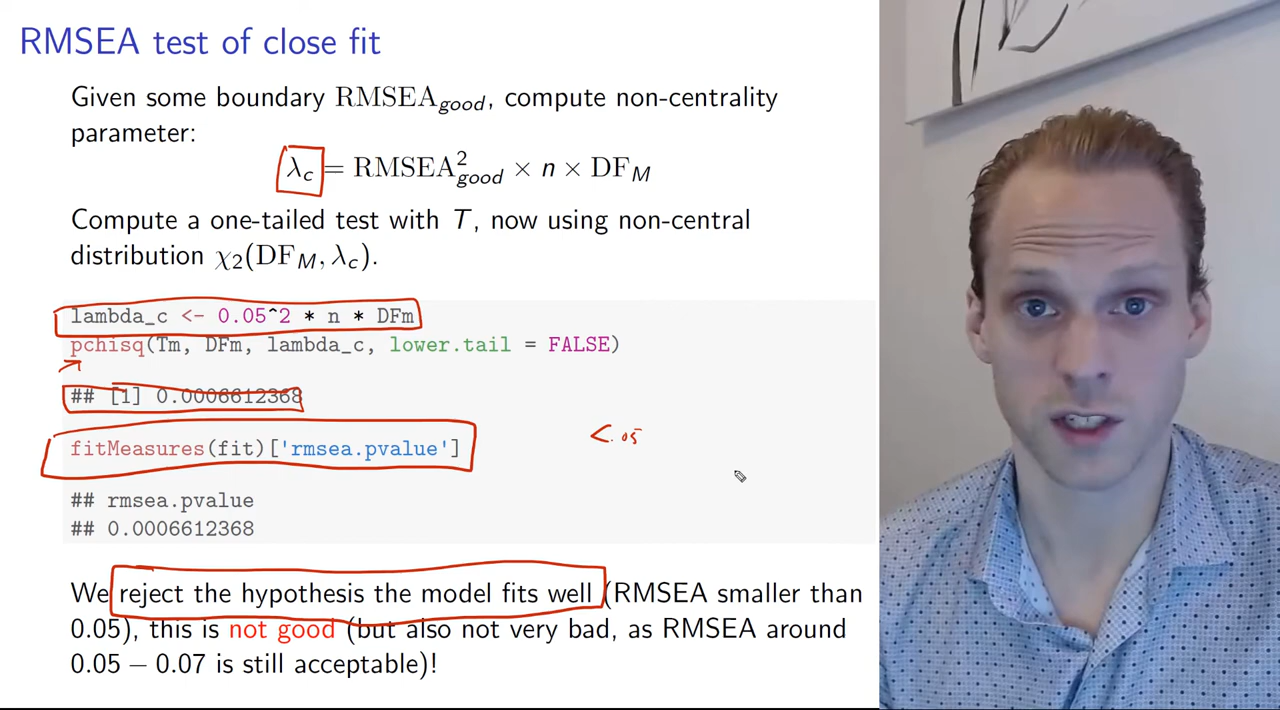 RMSEA test of close fit
Given some boundary RMSEA_good, compute non-centrality
parameter:
λ_c = RMSEA²_good × n × DF_M
Compute a one-tailed test with T, now using non-central
distribution χ₂(DF_M, λ_c).
lambda_c <- 0.05^2 * n * DFm
pchisq(Tm, DFm, lambda_c, lower.tail = FALSE)
## [1] 0.0006612368
<.05
fitMeasures(fit)['rmsea.pvalue']
## rmsea.pvalue
## 0.0006612368
We reject the hypothesis the model fits well (RMSEA smaller than
0.05), this is not good (but also not very bad, as RMSEA around
0.05 − 0.07 is still acceptable)!